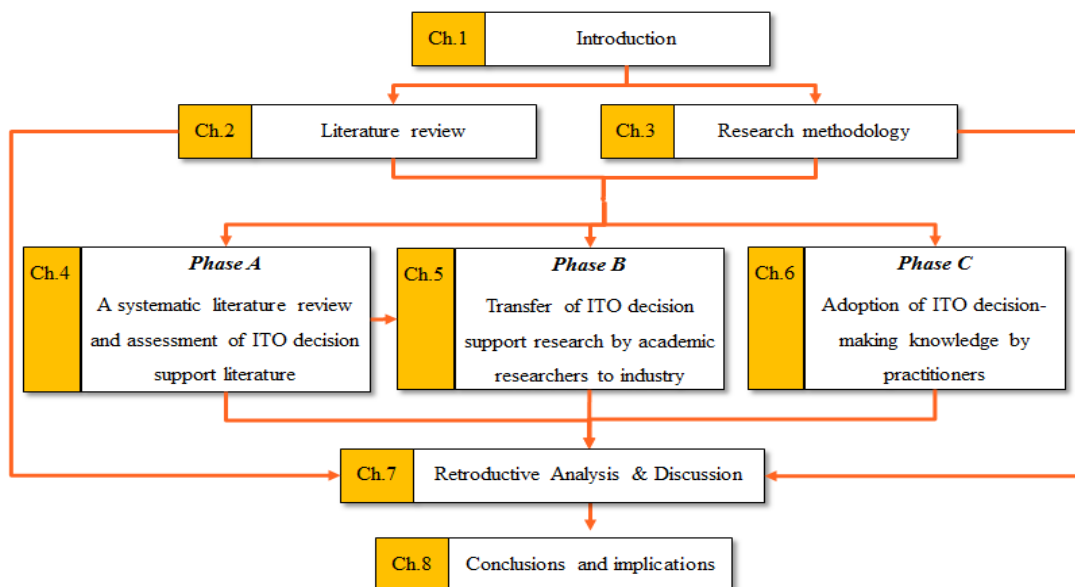 Ch.1 Introduction
Ch.2 Literature review
Ch.3 Research methodology
Ch.4 Phase A
A systematic literature review
and assessment of ITO decision
support literature
Ch.5 Phase B
Transfer of ITO decision
support research by academic
researchers to industry
Ch.6 Phase C
Adoption of ITO decision-
making knowledge by
practitioners
Ch.7 Retroductive Analysis & Discussion
Ch.8 Conclusions and implications